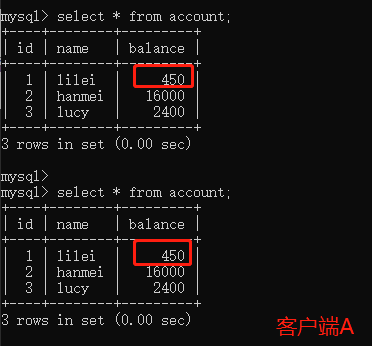 mysql> select * from account;
+----+--------+---------+
| id | name   | balance |
+----+--------+---------+
|  1 | lilei  |     450 |
|  2 | hanmei |   16000 |
|  3 | lucy   |    2400 |
+----+--------+---------+
3 rows in set (0.00 sec)
mysql>
mysql> select * from account;
+----+--------+---------+
| id | name   | balance |
+----+--------+---------+
|  1 | lilei  |     450 |
|  2 | hanmei |   16000 |
|  3 | lucy   |    2400 |
+----+--------+---------+
3 rows in set (0.00 sec)
客户端A